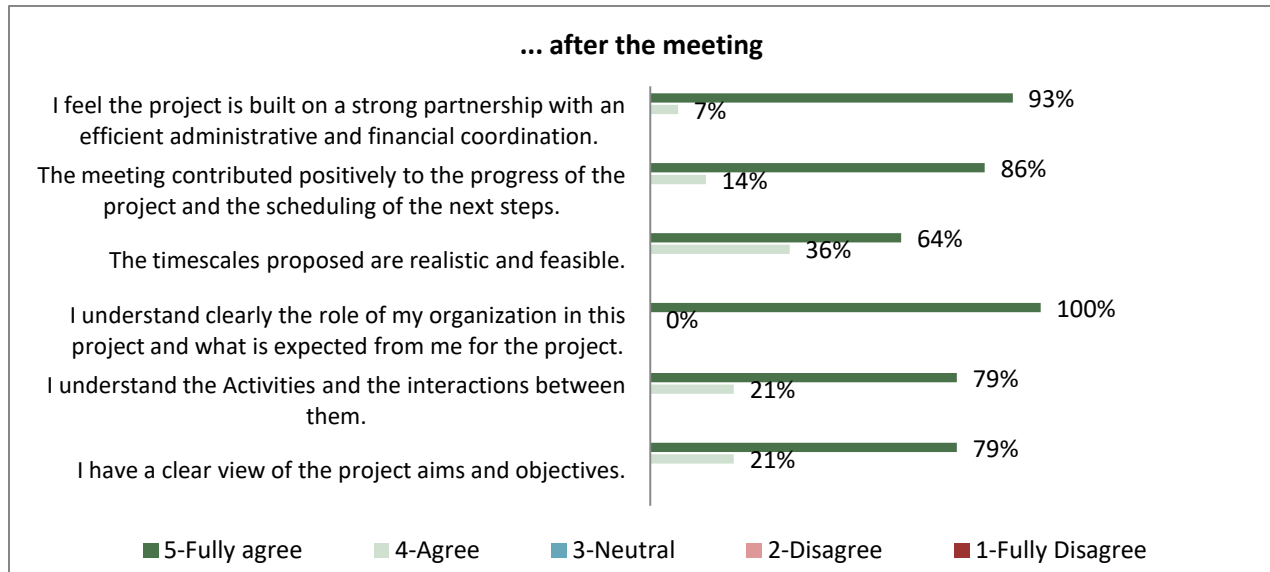 ... after the meeting
I feel the project is built on a strong partnership with an
efficient administrative and financial coordination.
93%
7%
The meeting contributed positively to the progress of the
project and the scheduling of the next steps.
86%
14%
The timescales proposed are realistic and feasible.
64%
36%
I understand clearly the role of my organization in this
project and what is expected from me for the project.
100%
0%
I understand the Activities and the interactions between
them.
79%
21%
I have a clear view of the project aims and objectives.
79%
21%
5-Fully agree 4-Agree 3-Neutral 2-Disagree 1-Fully Disagree